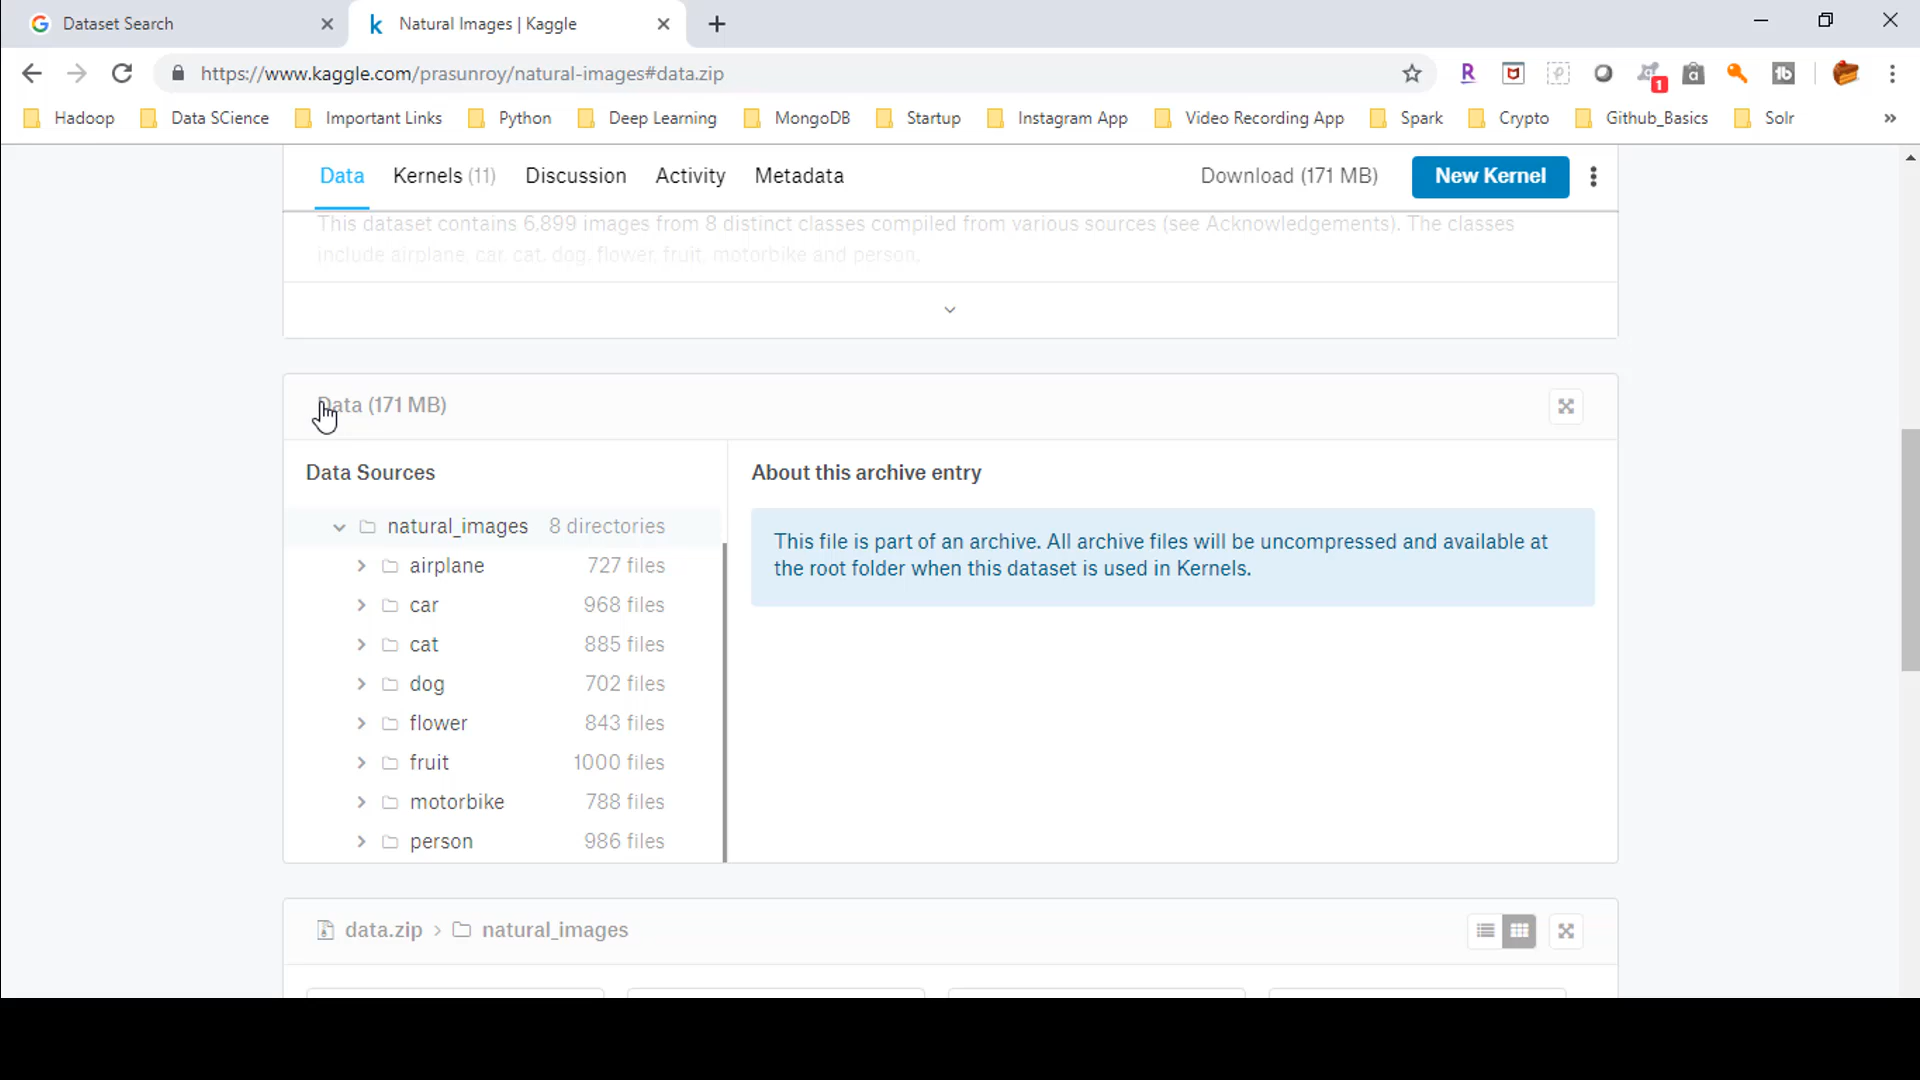 Dataset Search
Natural Images | Kaggle
https://www.kaggle.com/prasunroy/natural-images#data.zip
Hadoop Data SCience Important Links Python Deep Learning MongoDB Startup Instagram App Video Recording App Spark Crypto Github_Basics Solr »
Data Kernels (11) Discussion Activity Metadata Download (171 MB) New Kernel
This dataset contains 6,899 images from 8 distinct classes compiled from various sources (see Acknowledgements). The classes
include airplane, car, cat, dog, flower, fruit, motorbike and person.
Data (171 MB)
Data Sources
natural_images 8 directories
airplane 727 files
car 968 files
cat 885 files
dog 702 files
flower 843 files
fruit 1000 files
motorbike 788 files
person 986 files
About this archive entry
This file is part of an archive. All archive files will be uncompressed and available at
the root folder when this dataset is used in Kernels.
data.zip › natural_images